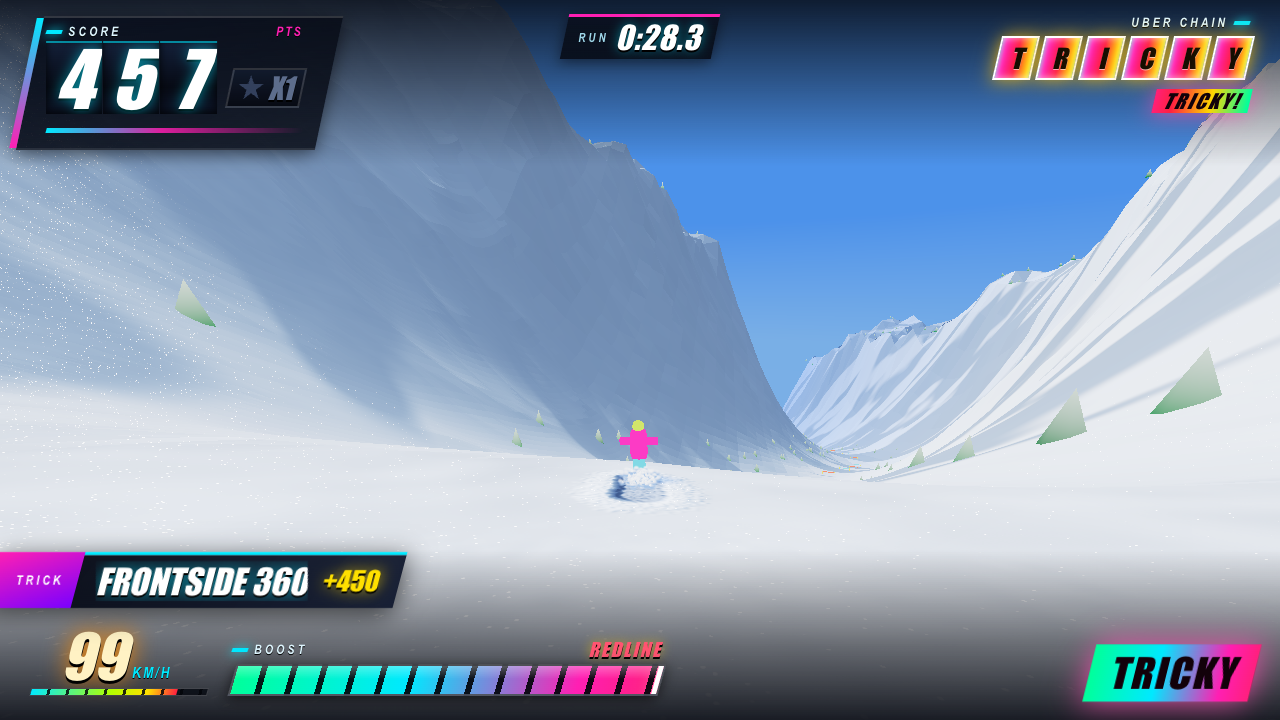 SCORE
PTS
457
X1
RUN 0:28.3
UBER CHAIN
TRICKY
TRICKY!
TRICK FRONTSIDE 360 +450
99 KM/H
BOOST
REDLINE
TRICKY